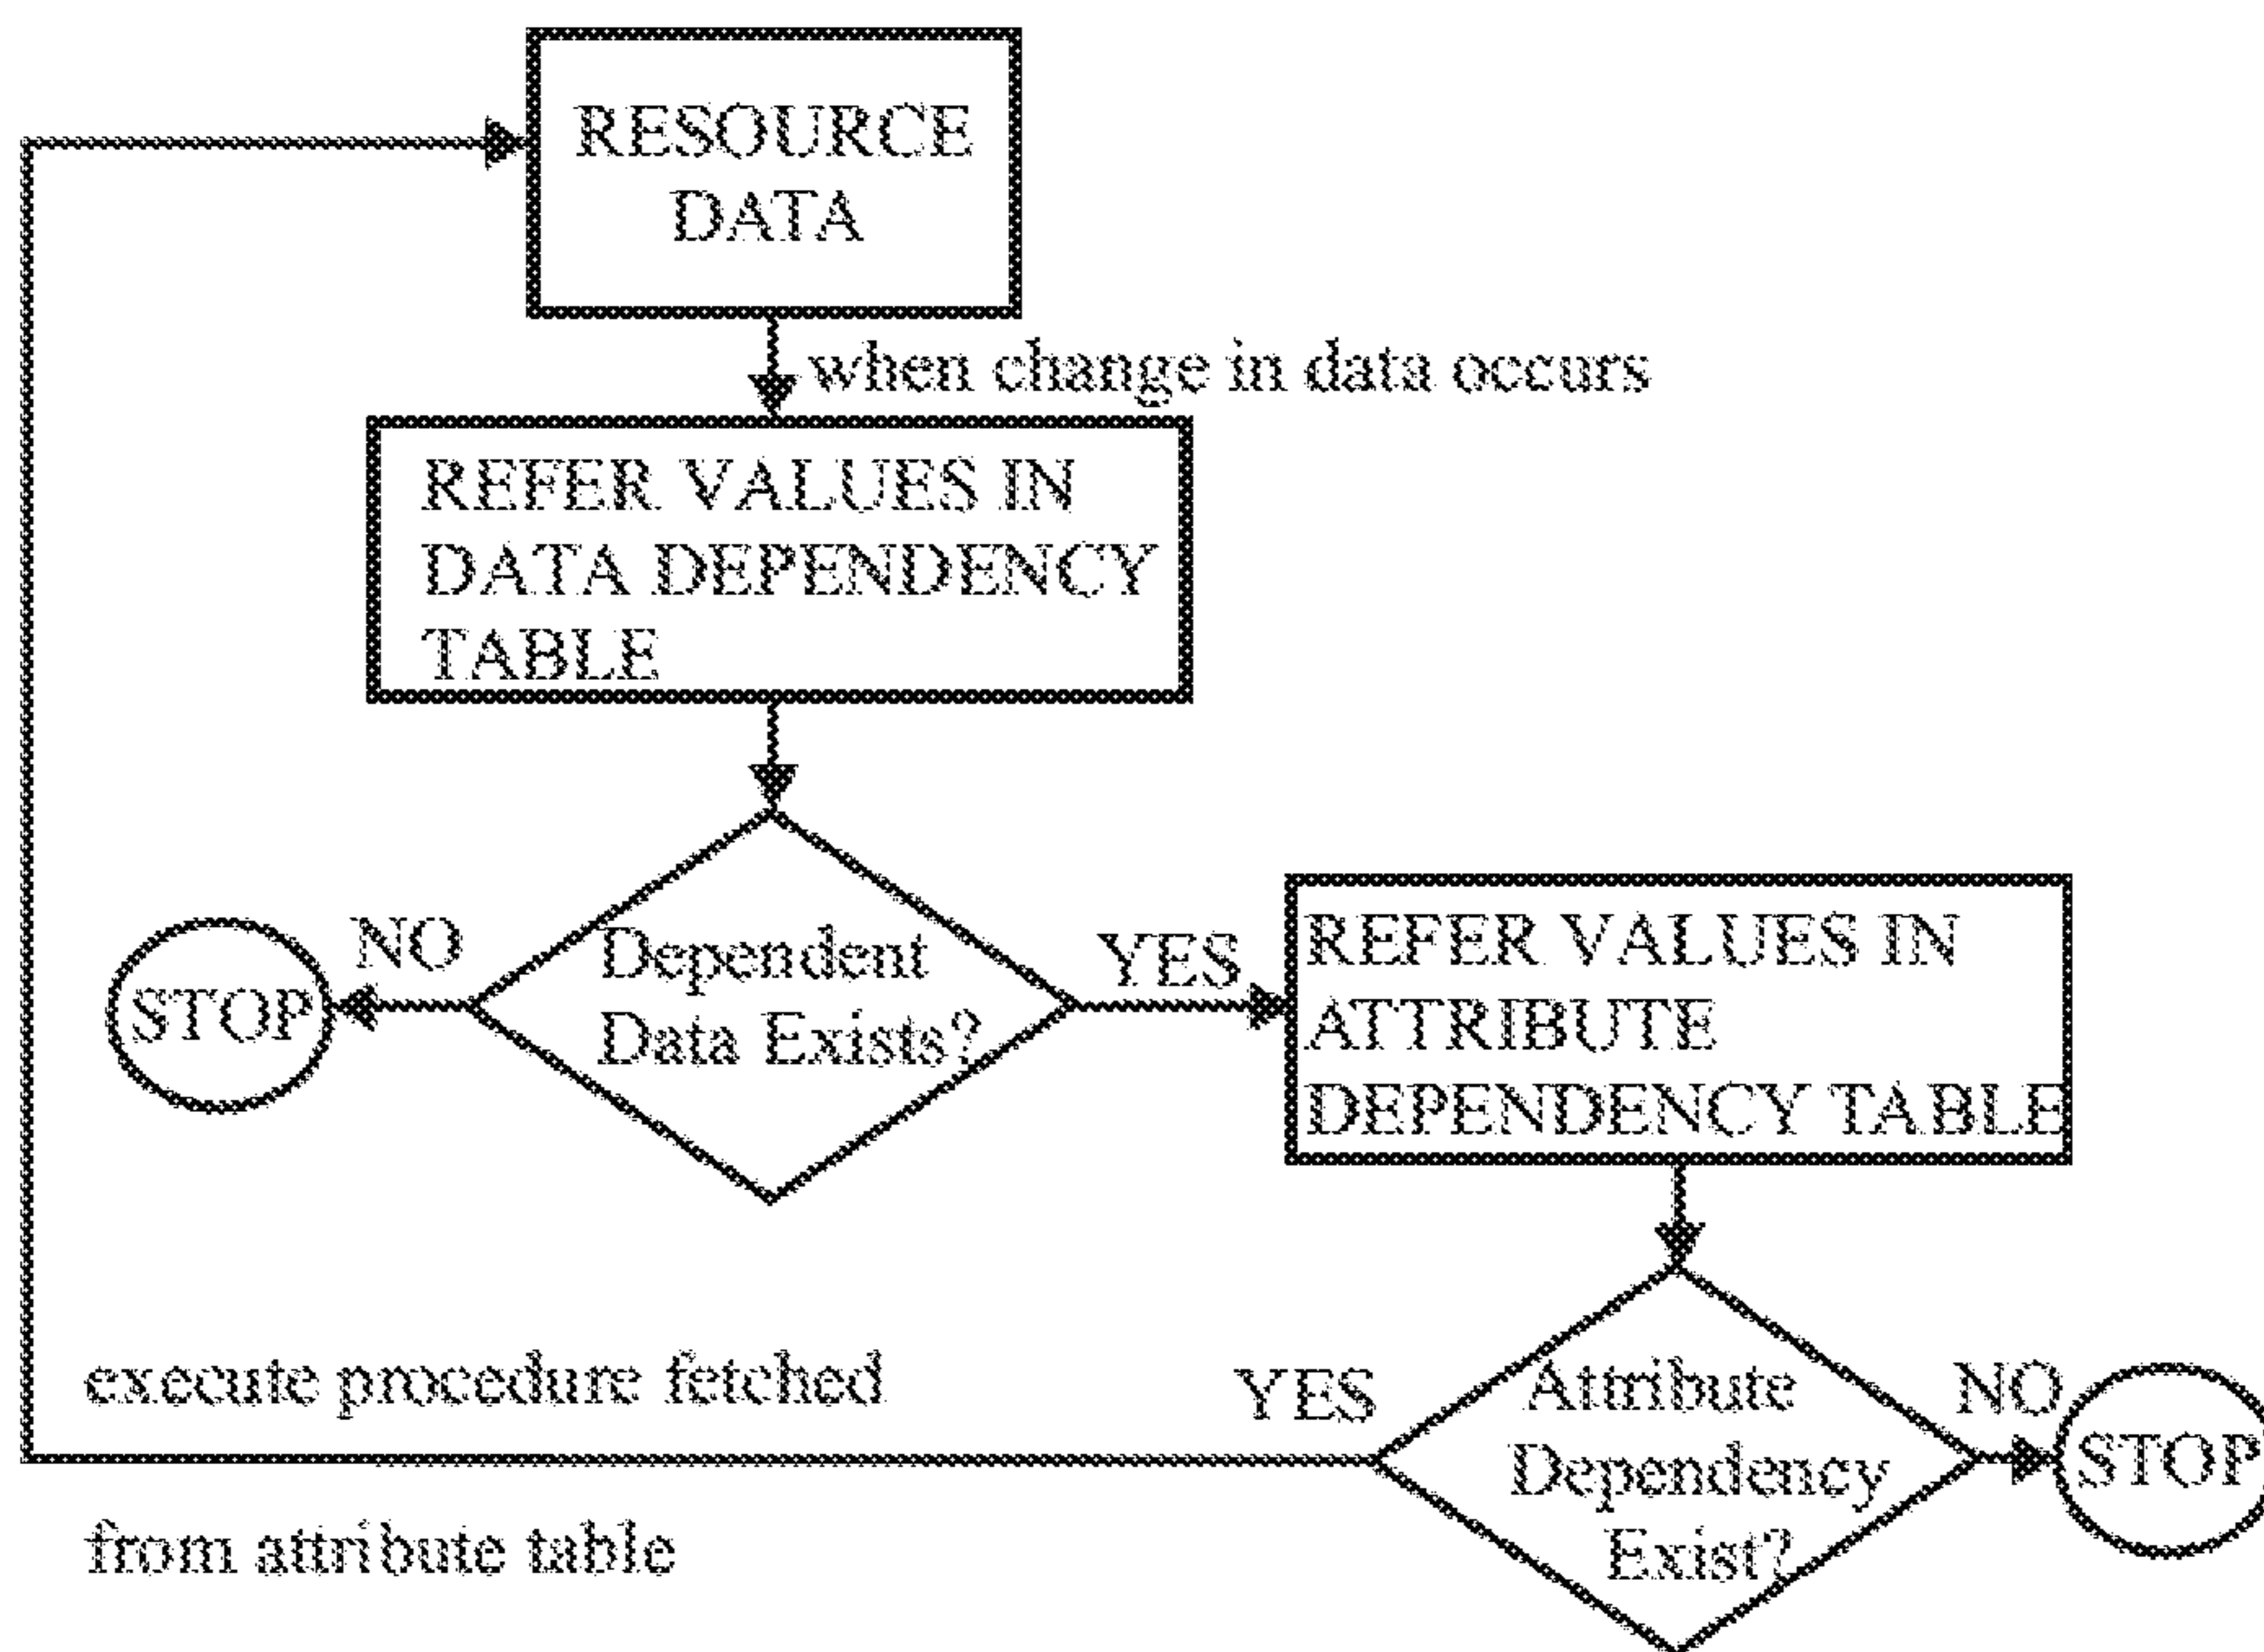 RESOURCE
DATA
when change in data occurs
REFER VALUES IN
DATA DEPENDENCY
TABLE
NO
STOP
Dependent
Data Exists?
YES
REFER VALUES IN
ATTRIBUTE
DEPENDENCY TABLE
execute procedure fetched
from attribute table
YES
Attribute
Dependency
Exist?
NO
STOP